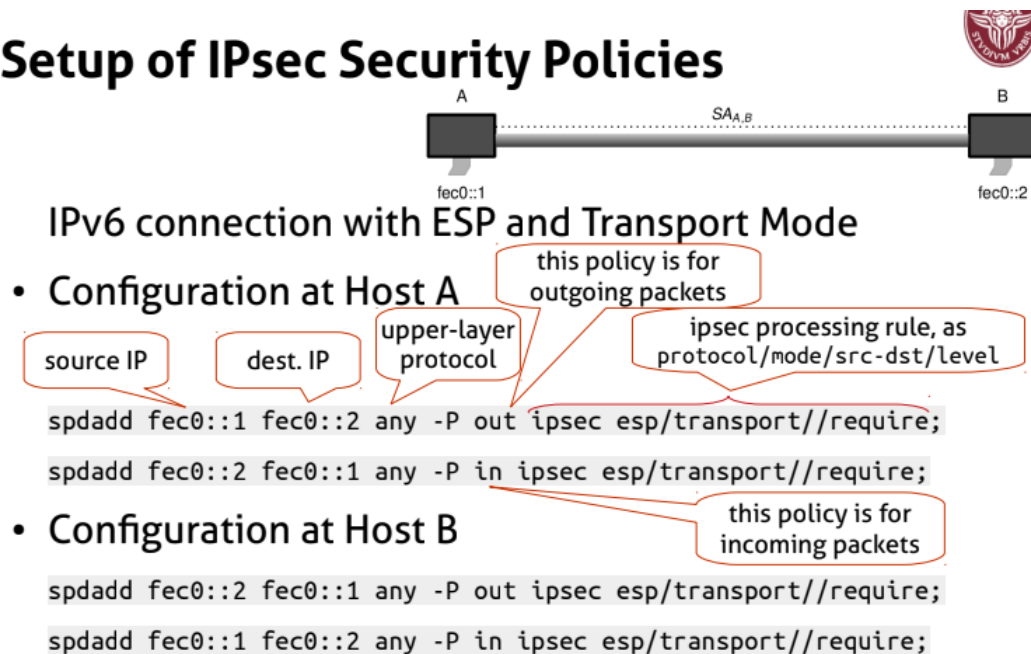 Setup of IPsec Security Policies
STVDIVM VRBIS
A
B
SAA,B
fec0::1
fec0::2
IPv6 connection with ESP and Transport Mode
• Configuration at Host A
this policy is for
outgoing packets
source IP
dest. IP
upper-layer
protocol
ipsec processing rule, as
protocol/mode/src-dst/level
spdadd fec0::1 fec0::2 any -P out ipsec esp/transport//require;
spdadd fec0::2 fec0::1 any -P in ipsec esp/transport//require;
this policy is for
incoming packets
• Configuration at Host B
spdadd fec0::2 fec0::1 any -P out ipsec esp/transport//require;
spdadd fec0::1 fec0::2 any -P in ipsec esp/transport//require;